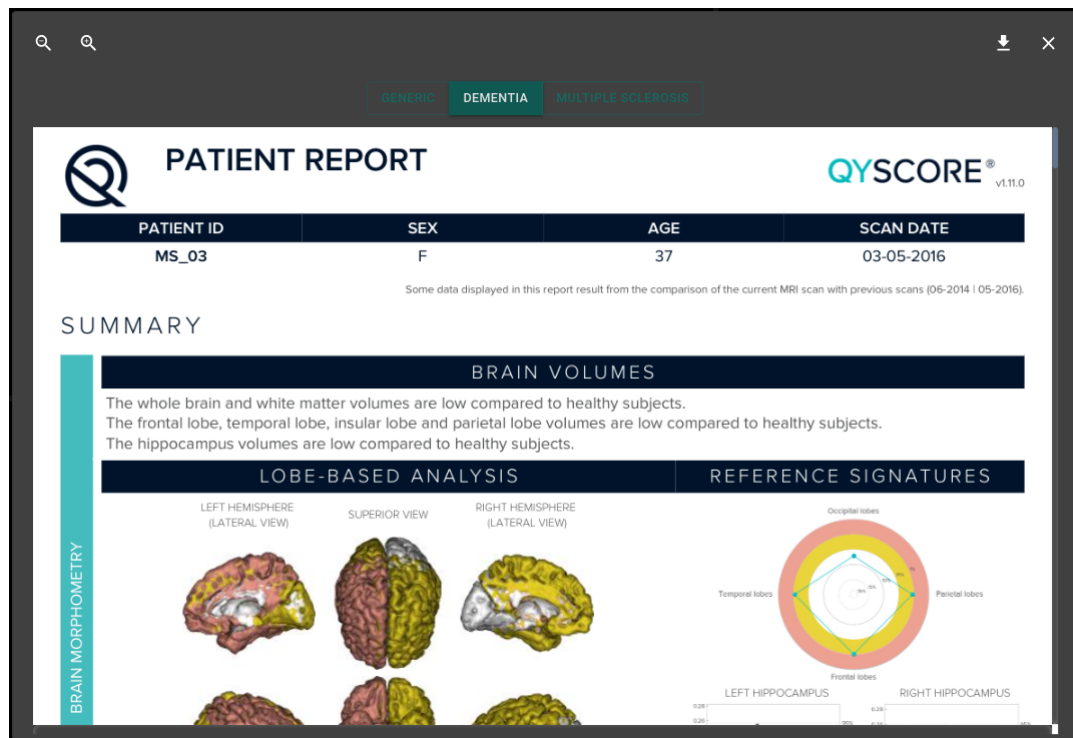 GENERIC DEMENTIA MULTIPLE SCLEROSIS
PATIENT REPORT
QYSCORE® v1.11.0
PATIENT ID SEX AGE SCAN DATE
MS_03 F 37 03-05-2016
Some data displayed in this report result from the comparison of the current MRI scan with previous scans (06-2014 | 05-2016).
SUMMARY
BRAIN VOLUMES
The whole brain and white matter volumes are low compared to healthy subjects.
The frontal lobe, temporal lobe, insular lobe and parietal lobe volumes are low compared to healthy subjects.
The hippocampus volumes are low compared to healthy subjects.
BRAIN MORPHOMETRY
LOBE-BASED ANALYSIS REFERENCE SIGNATURES
LEFT HEMISPHERE
(LATERAL VIEW)
SUPERIOR VIEW
RIGHT HEMISPHERE
(LATERAL VIEW)
Occipital lobes
Temporal lobes
Parietal lobes
Frontal lobes
LEFT HIPPOCAMPUS RIGHT HIPPOCAMPUS
0.28